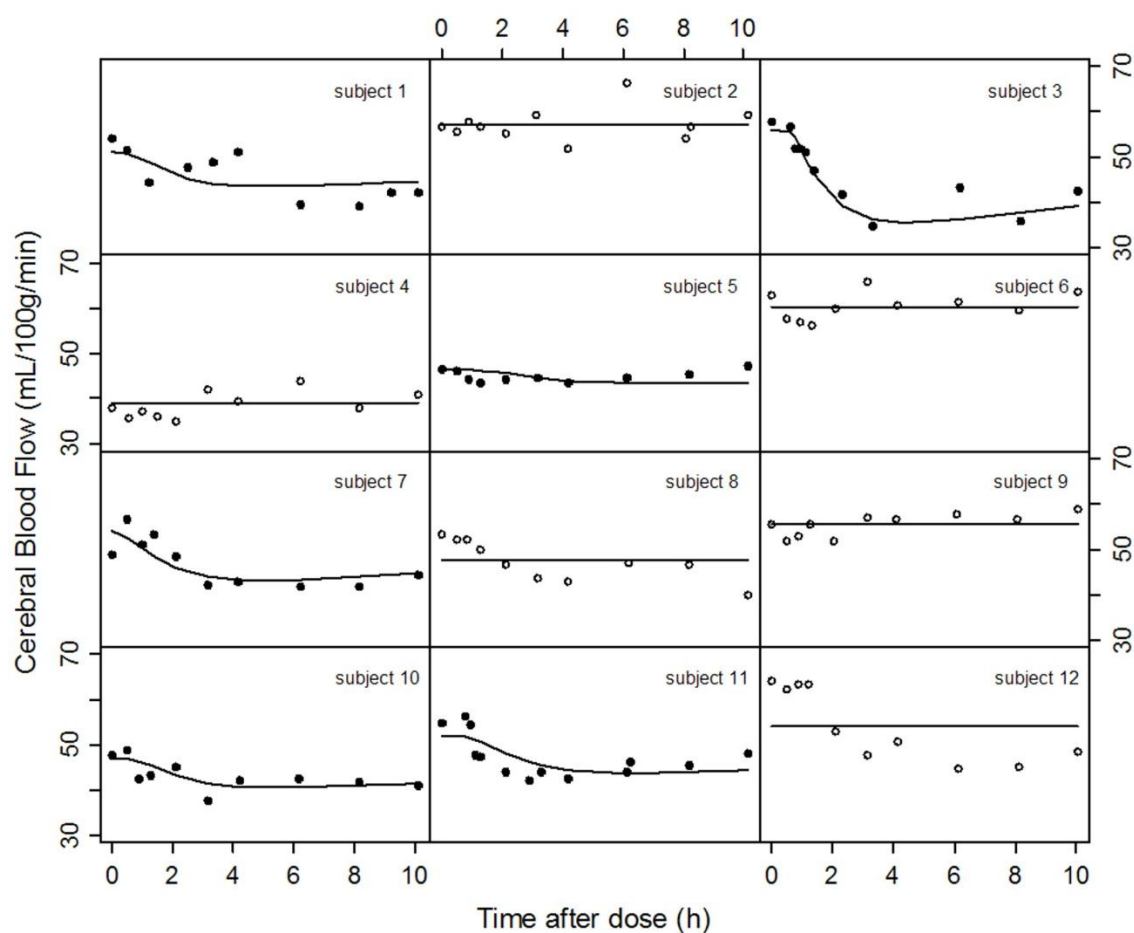 0 2 4 6 8 10
subject 1
subject 2
subject 3
70
50
30
subject 4
subject 5
subject 6
70
50
30
subject 7
subject 8
subject 9
70
50
30
subject 10
subject 11
subject 12
70
50
30
0 2 4 6 8 10
0 2 4 6 8 10
Time after dose (h)
Cerebral Blood Flow (mL/100g/min)